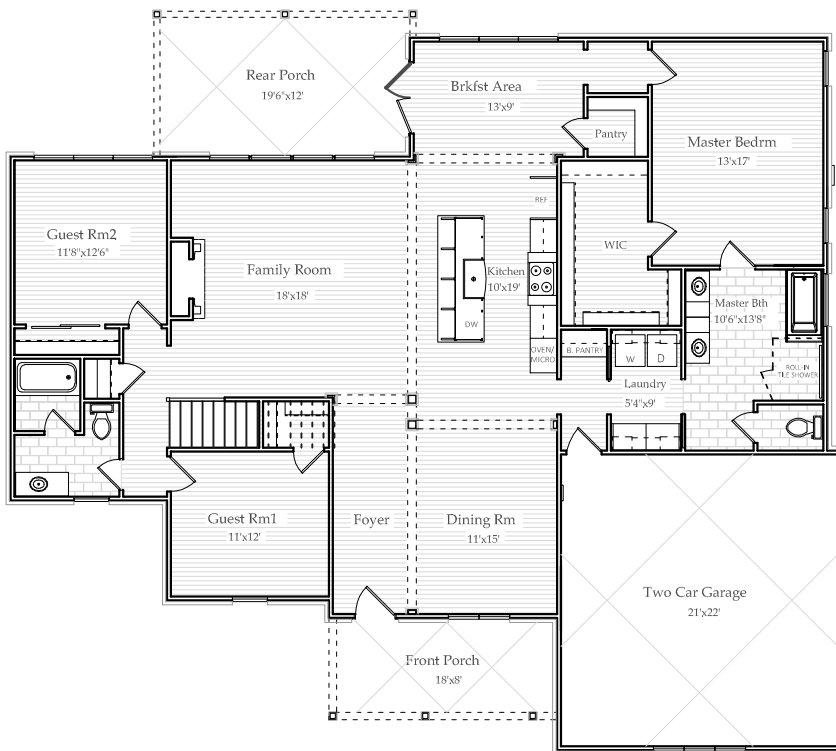 Rear Porch
19'6"x12'
Brkfst Area
13'x9'
Pantry
Master Bedrm
13'x17'
Guest Rm2
11'8"x12'6"
REF
WIC
Family Room
18'x18'
Kitchen
10'x19'
DW
Master Bth
10'6"x13'8"
OVEN/
MICRO
B. PANTRY
W
D
ROLL-IN
TILE SHOWER
Laundry
5'4"x9'
Guest Rm1
11'x12'
Foyer
Dining Rm
11'x15'
Two Car Garage
21'x22'
Front Porch
18'x8'